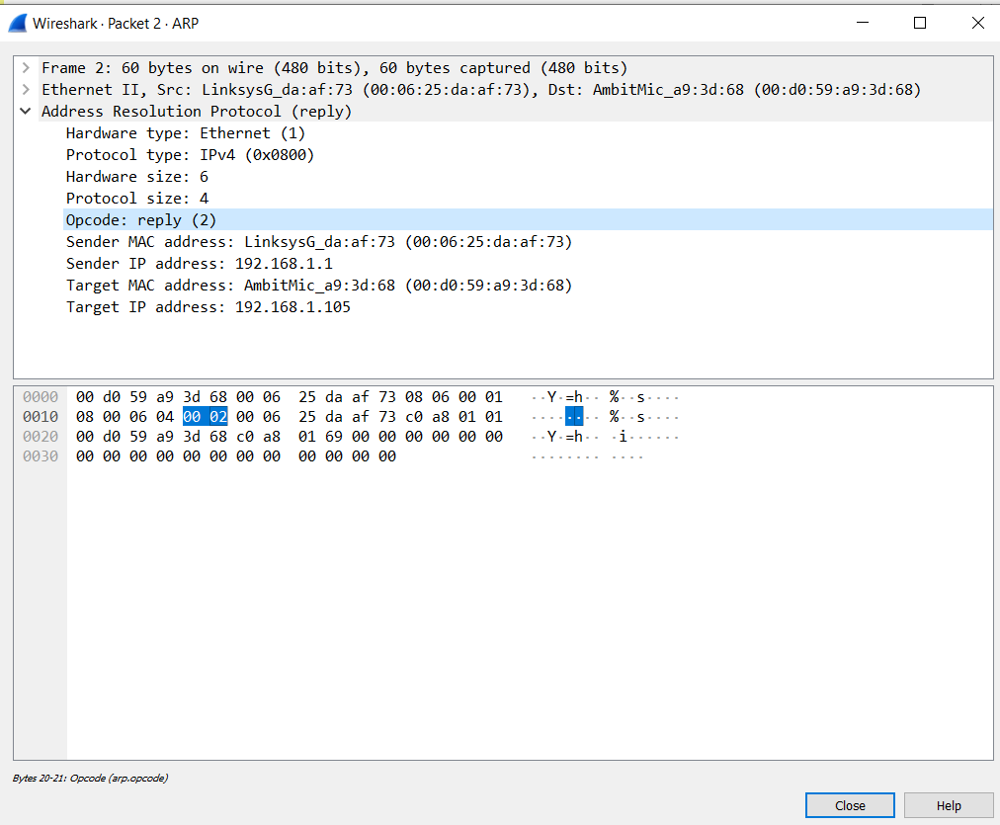 Wireshark · Packet 2 · ARP
Frame 2: 60 bytes on wire (480 bits), 60 bytes captured (480 bits)
Ethernet II, Src: LinksysG_da:af:73 (00:06:25:da:af:73), Dst: AmbitMic_a9:3d:68 (00:d0:59:a9:3d:68)
Address Resolution Protocol (reply)
Hardware type: Ethernet (1)
Protocol type: IPv4 (0x0800)
Hardware size: 6
Protocol size: 4
Opcode: reply (2)
Sender MAC address: LinksysG_da:af:73 (00:06:25:da:af:73)
Sender IP address: 192.168.1.1
Target MAC address: AmbitMic_a9:3d:68 (00:d0:59:a9:3d:68)
Target IP address: 192.168.1.105
0000 00 d0 59 a9 3d 68 00 06 25 da af 73 08 06 00 01 ··Y·=h·· %··s····
0010 08 00 06 04 00 02 00 06 25 da af 73 c0 a8 01 01 ········ %··s····
0020 00 d0 59 a9 3d 68 c0 a8 01 69 00 00 00 00 00 00 ··Y·=h·· ·i······
0030 00 00 00 00 00 00 00 00 00 00 00 00 ········ ····
Bytes 20-21: Opcode (arp.opcode)
Close Help